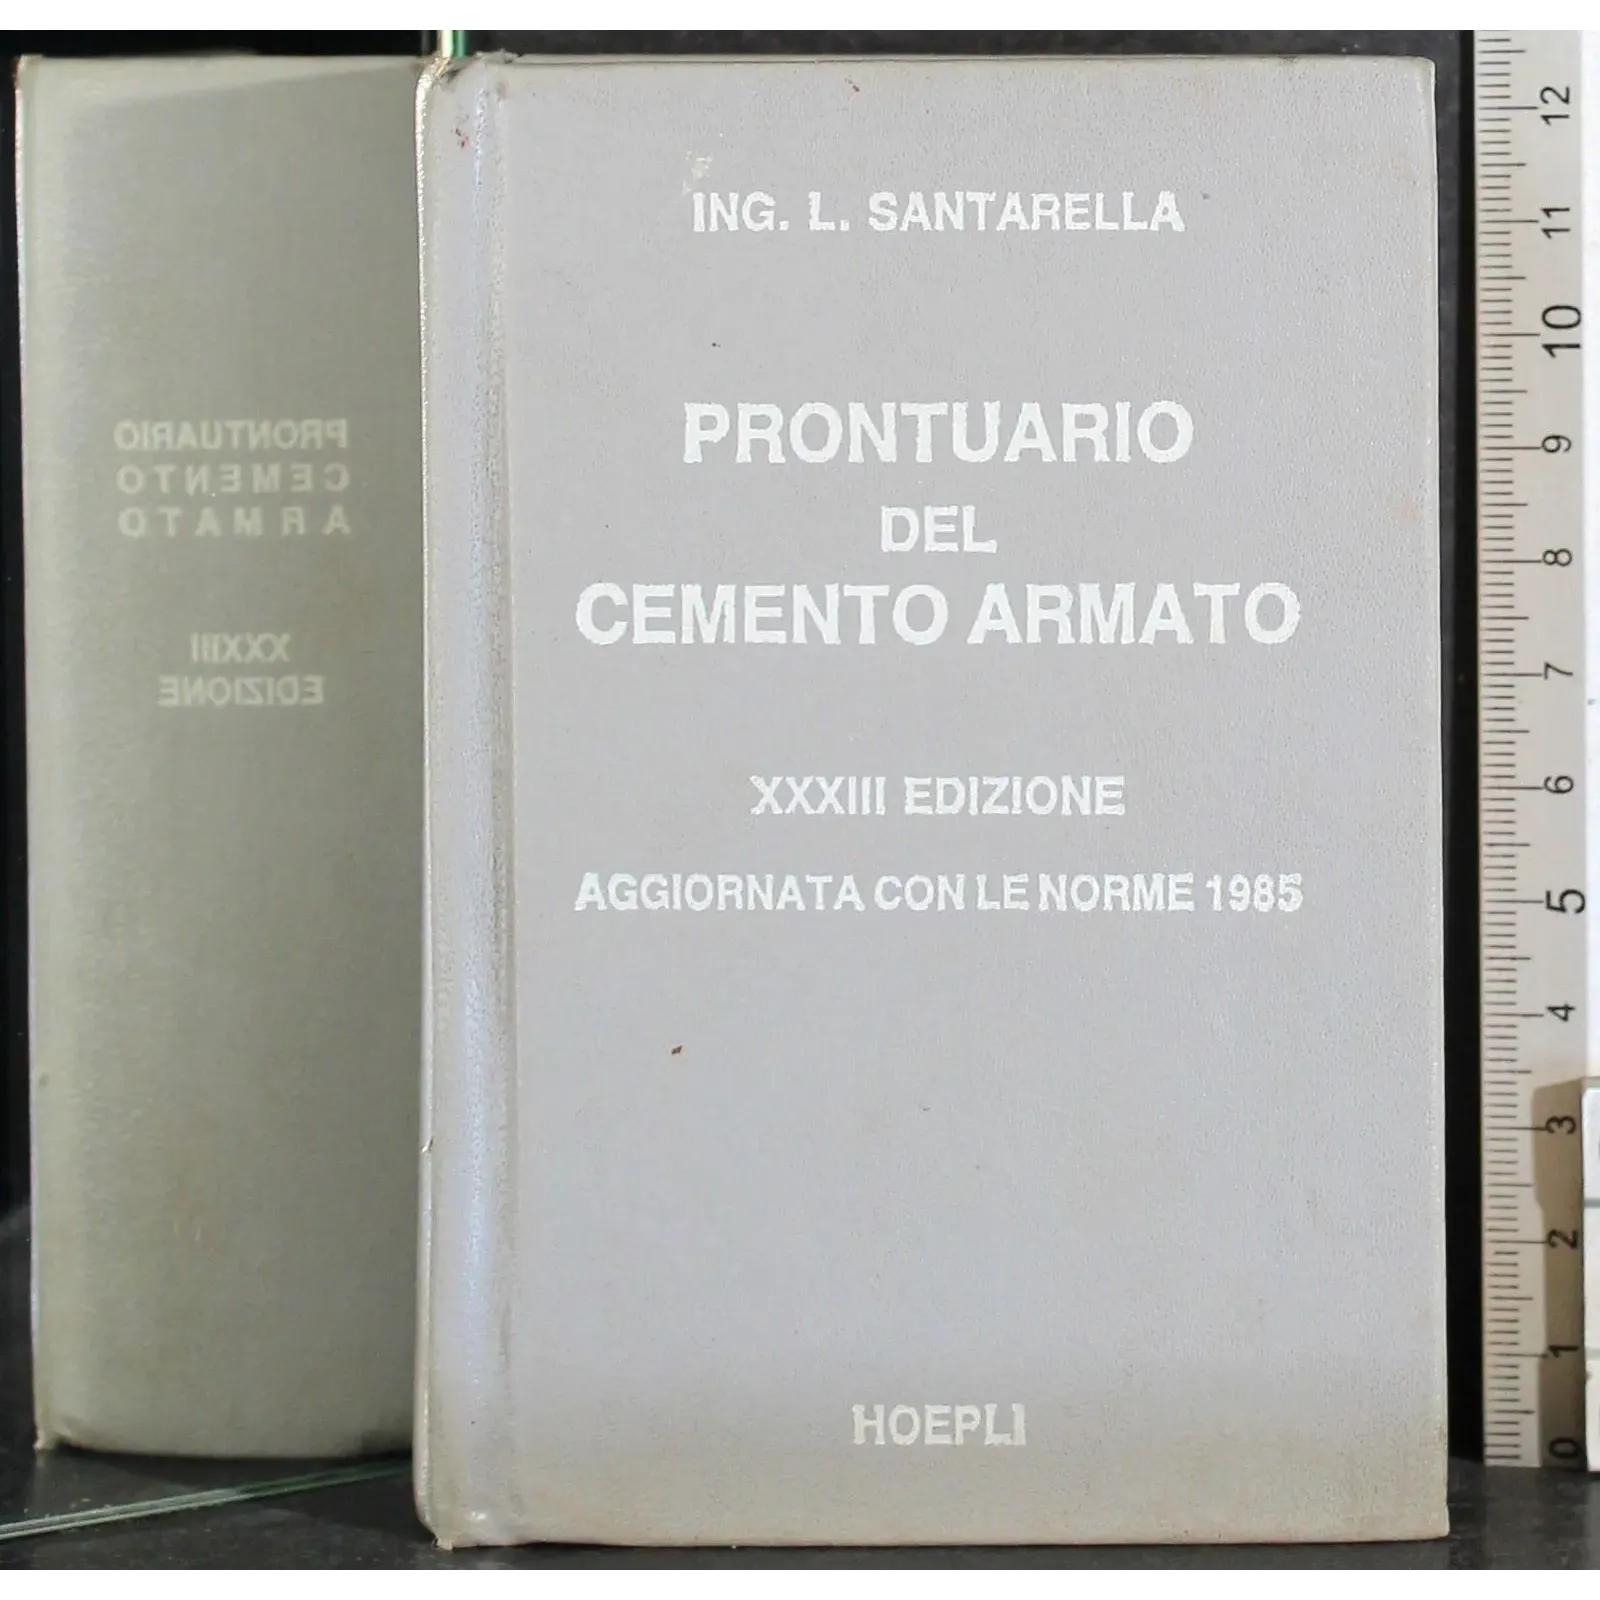 ING. L. SANTARELLA
PRONTUARIO
DEL
CEMENTO ARMATO
XXXIII EDIZIONE
AGGIORNATA CON LE NORME 1985
HOEPLI
PRONTUARIO
CEMENTO
ARMATO
XXXIII
EDIZIONE
12
11
10
9
8
7
6
5
4
3
2
1
0